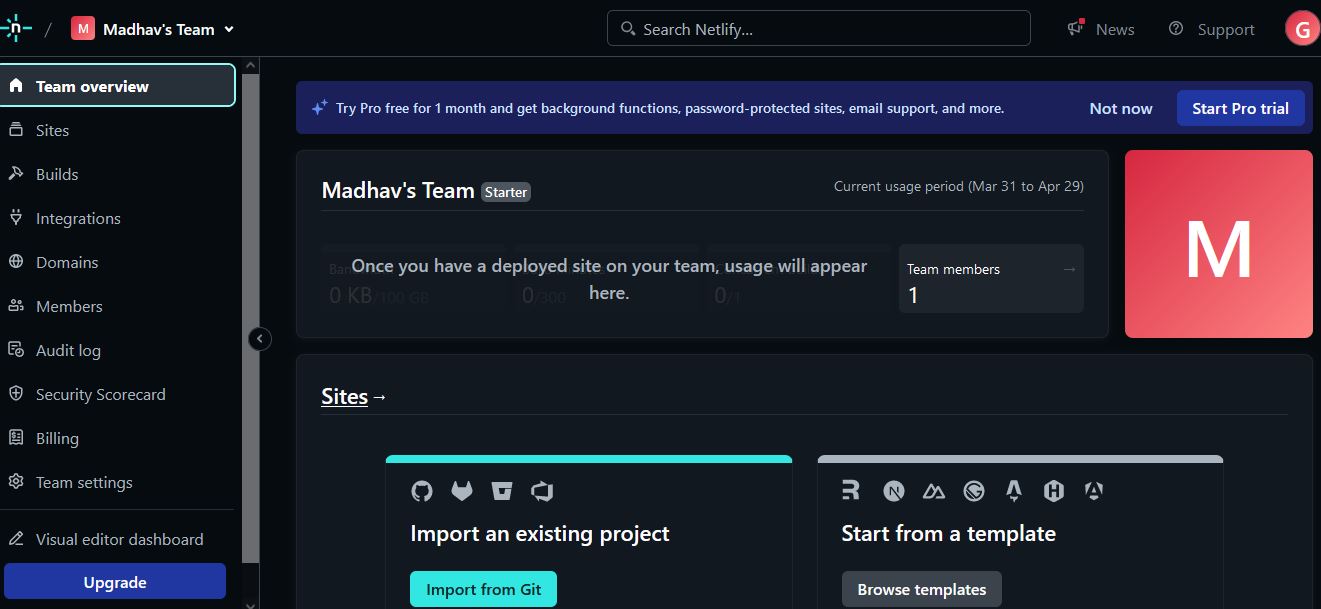 n / M Madhav's Team
Search Netlify...
News
Support
G
Team overview
Sites
Builds
Integrations
Domains
Members
Audit log
Security Scorecard
Billing
Team settings
Visual editor dashboard
Upgrade
Try Pro free for 1 month and get background functions, password-protected sites, email support, and more.
Not now
Start Pro trial
Madhav's Team Starter
Current usage period (Mar 31 to Apr 29)
Once you have a deployed site on your team, usage will appear
here.
0 KB/100 GB
0/300
0/1
Team members →
1
M
Sites →
Import an existing project
Import from Git
Start from a template
Browse templates